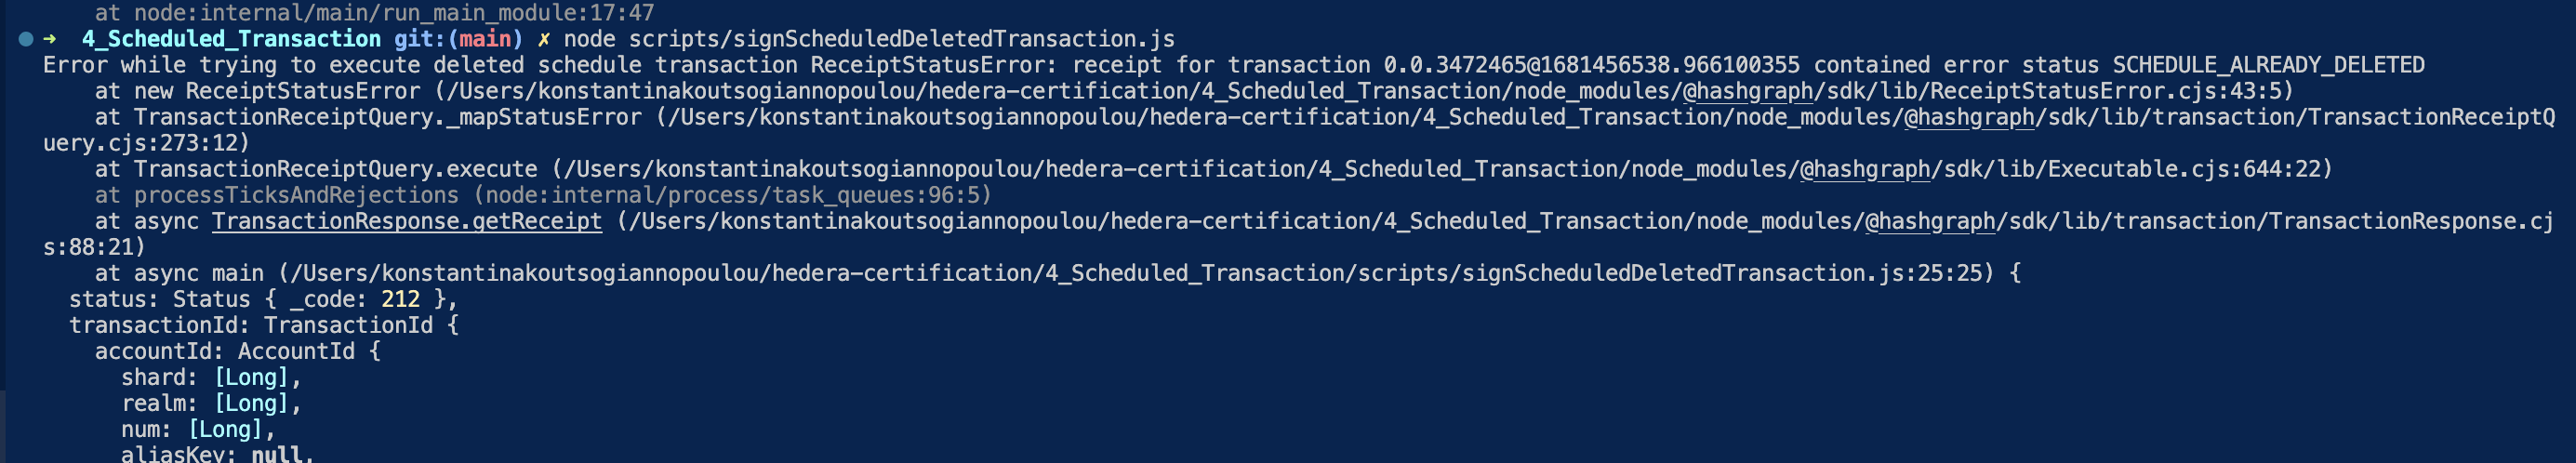 at node:internal/main/run_main_module:17:47
➜ 4_Scheduled_Transaction git:(main) ✗ node scripts/signScheduledDeletedTransaction.js
Error while trying to execute deleted schedule transaction ReceiptStatusError: receipt for transaction 0.0.3472465@1681456538.966100355 contained error status SCHEDULE_ALREADY_DELETED
at new ReceiptStatusError (/Users/konstantinakoutsogiannopoulou/hedera-certification/4_Scheduled_Transaction/node_modules/@hashgraph/sdk/lib/ReceiptStatusError.cjs:43:5)
at TransactionReceiptQuery._mapStatusError (/Users/konstantinakoutsogiannopoulou/hedera-certification/4_Scheduled_Transaction/node_modules/@hashgraph/sdk/lib/transaction/TransactionReceiptQ
uery.cjs:273:12)
at TransactionReceiptQuery.execute (/Users/konstantinakoutsogiannopoulou/hedera-certification/4_Scheduled_Transaction/node_modules/@hashgraph/sdk/lib/Executable.cjs:644:22)
at processTicksAndRejections (node:internal/process/task_queues:96:5)
at async TransactionResponse.getReceipt (/Users/konstantinakoutsogiannopoulou/hedera-certification/4_Scheduled_Transaction/node_modules/@hashgraph/sdk/lib/transaction/TransactionResponse.cj
s:88:21)
at async main (/Users/konstantinakoutsogiannopoulou/hedera-certification/4_Scheduled_Transaction/scripts/signScheduledDeletedTransaction.js:25:25) {
status: Status { _code: 212 },
transactionId: TransactionId {
accountId: AccountId {
shard: [Long],
realm: [Long],
num: [Long],
aliasKey: null,